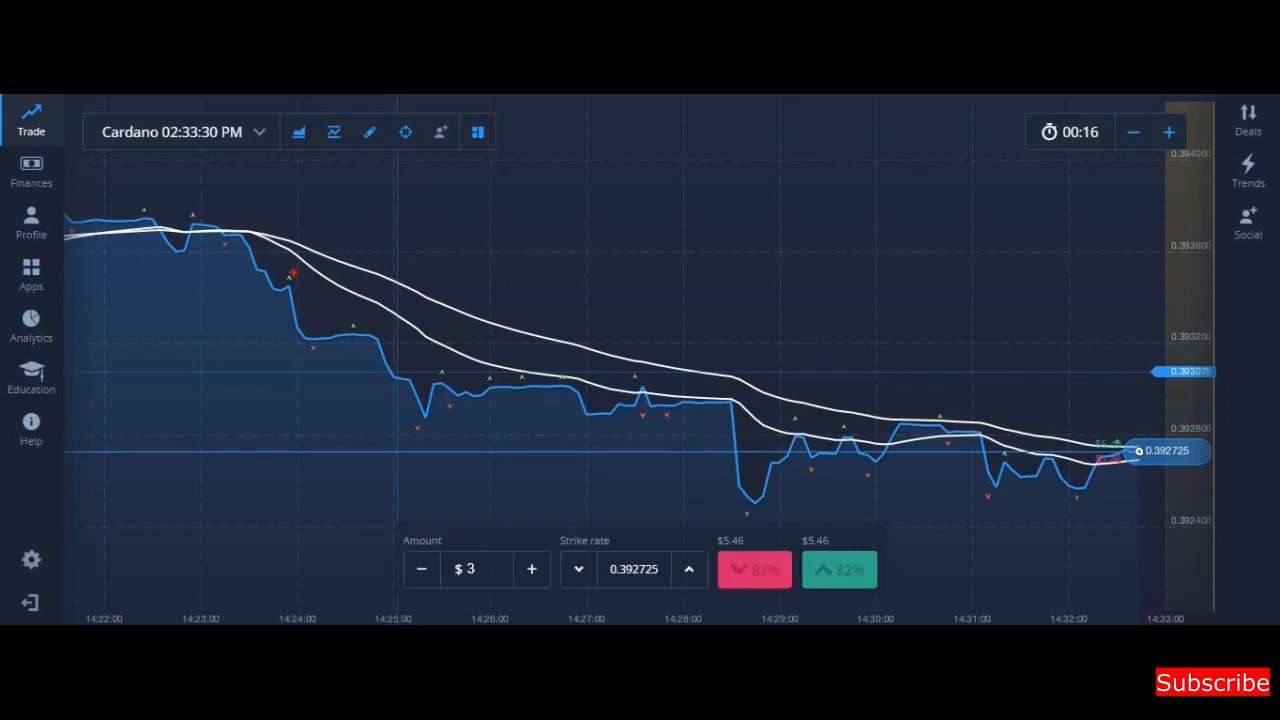 Trade
Finances
Profile
Apps
Analytics
Education
Help
Cardano 02:33:30 PM
00:16
Deals
Trends
Social
0.394000
0.393600
0.393200
0.393075
0.392800
0.392725
0.392400
Amount
Strike rate
$5.46
$5.46
$ 3
0.392725
82%
82%
14:22:00
14:23:00
14:24:00
14:25:00
14:26:00
14:27:00
14:28:00
14:29:00
14:30:00
14:31:00
14:32:00
14:33:00
Subscribe